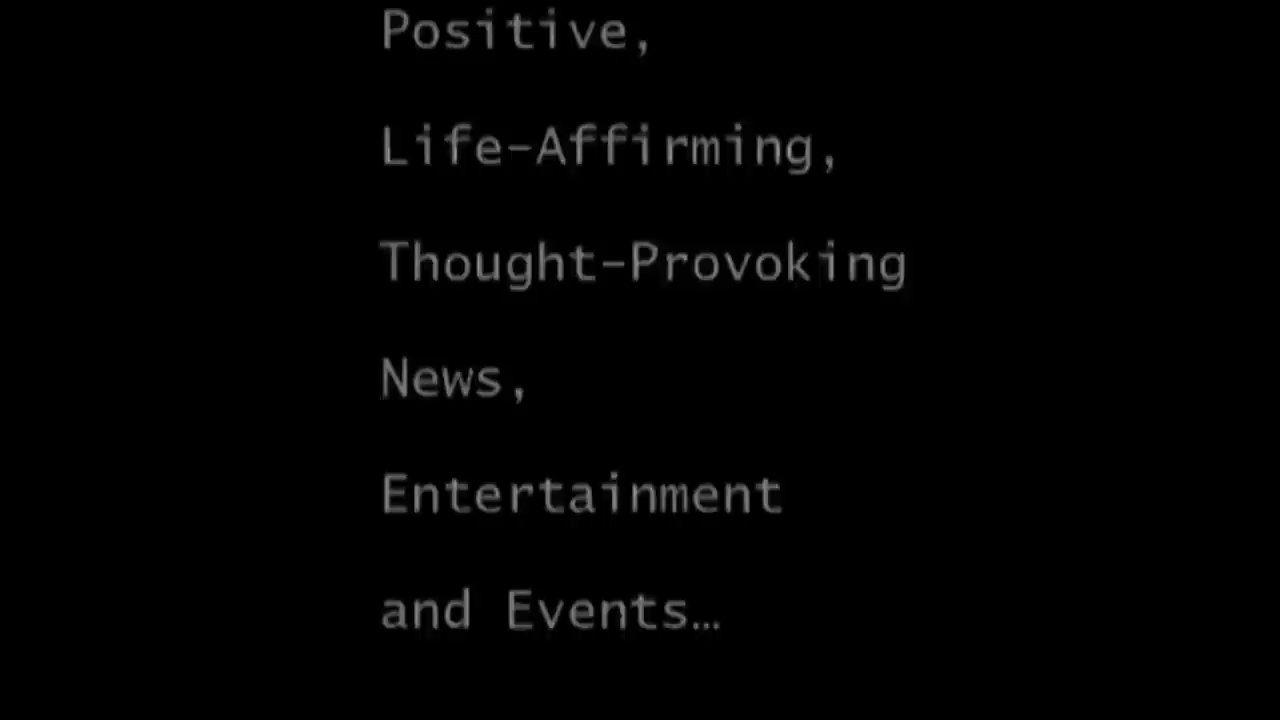 Positive,
Life-Affirming,
Thought-Provoking
News,
Entertainment
and Events…